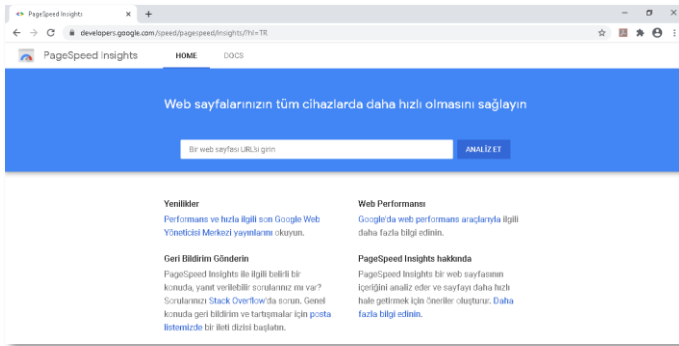 PageSpeed Insights
developers.google.com/speed/pagespeed/insights/?hl=TR
PageSpeed Insights HOME DOCS
Web sayfalarınızın tüm cihazlarda daha hızlı olmasını sağlayın
Bir web sayfası URL'si girin ANALİZ ET
Yenilikler
Performans ve hızla ilgili son Google Web
Yöneticisi Merkezi yayınlarını okuyun.
Web Performansı
Google'da web performans araçlarıyla ilgili
daha fazla bilgi edinin.
Geri Bildirim Gönderin
PageSpeed Insights ile ilgili belirli bir
konuda, yanıt verilebilir sorularınız mı var?
Sorularınızı Stack Overflow'da sorun. Genel
konuda geri bildirim ve tartışmalar için posta
listemizde bir ileti dizisi başlatın.
PageSpeed Insights hakkında
PageSpeed Insights bir web sayfasının
içeriğini analiz eder ve sayfayı daha hızlı
hale getirmek için öneriler oluşturur. Daha
fazla bilgi edinin.